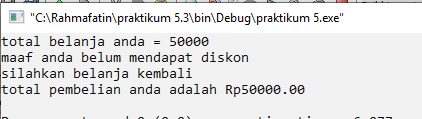 "C:\Rahmafatin\praktikum 5.3\bin\Debug\praktikum 5.exe"
total belanja anda = 50000
maaf anda belum mendapat diskon
silahkan belanja kembali
total pembelian anda adalah Rp50000.00